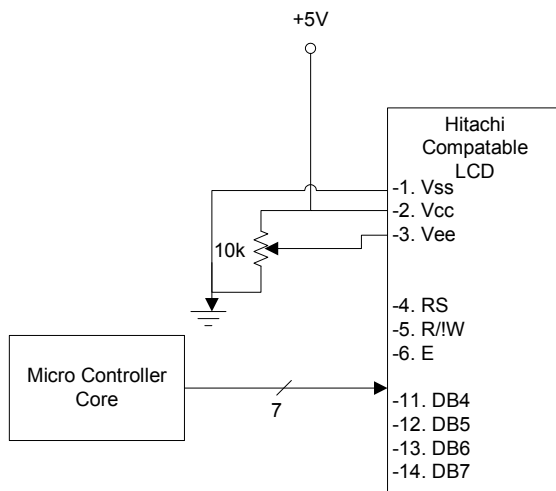 +5V
Hitachi
Compatable
LCD
-1. Vss
-2. Vcc
-3. Vee
10k
-4. RS
-5. R/!W
-6. E
Micro Controller
Core
7
-11. DB4
-12. DB5
-13. DB6
-14. DB7